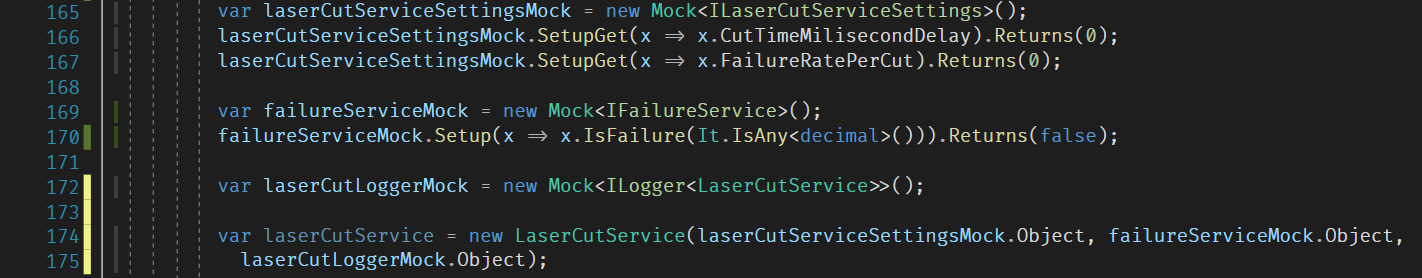 165 var laserCutServiceSettingsMock = new Mock<ILaserCutServiceSettings>();
166 laserCutServiceSettingsMock.SetupGet(x => x.CutTimeMilisecondDelay).Returns(0);
167 laserCutServiceSettingsMock.SetupGet(x => x.FailureRatePerCut).Returns(0);
168
169 var failureServiceMock = new Mock<IFailureService>();
170 failureServiceMock.Setup(x => x.IsFailure(It.IsAny<decimal>())).Returns(false);
171
172 var laserCutLoggerMock = new Mock<ILogger<LaserCutService>>();
173
174 var laserCutService = new LaserCutService(laserCutServiceSettingsMock.Object, failureServiceMock.Object,
175 laserCutLoggerMock.Object);